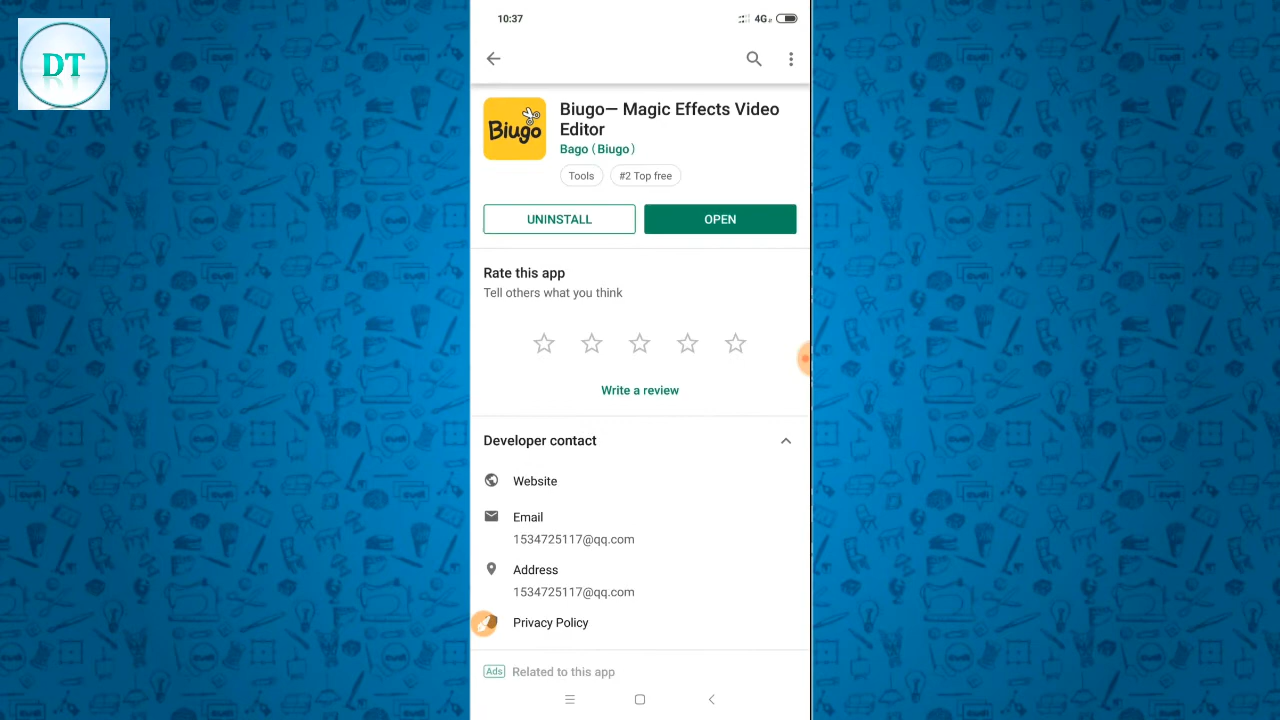 DT
10:37
4G
Biugo
Biugo— Magic Effects Video
Editor
Bago (Biugo)
Tools
#2 Top free
UNINSTALL
OPEN
Rate this app
Tell others what you think
Write a review
Developer contact
Website
Email
1534725117@qq.com
Address
1534725117@qq.com
Privacy Policy
Ads Related to this app